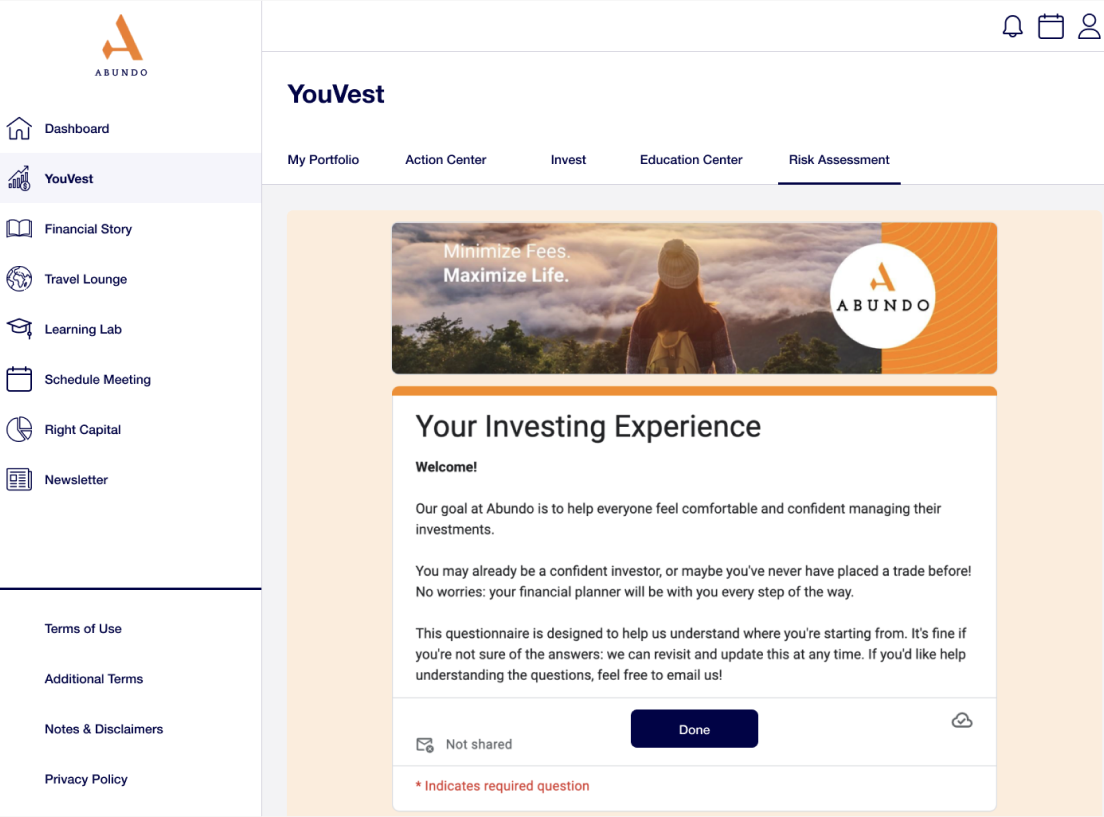 ABUNDO
Dashboard
YouVest
Financial Story
Travel Lounge
Learning Lab
Schedule Meeting
Right Capital
Newsletter
Terms of Use
Additional Terms
Notes & Disclaimers
Privacy Policy
YouVest
My Portfolio
Action Center
Invest
Education Center
Risk Assessment
Minimize Fees.
Maximize Life.
ABUNDO
Your Investing Experience
Welcome!
Our goal at Abundo is to help everyone feel comfortable and confident managing their
investments.
You may already be a confident investor, or maybe you've never have placed a trade before!
No worries: your financial planner will be with you every step of the way.
This questionnaire is designed to help us understand where you're starting from. It's fine if
you're not sure of the answers: we can revisit and update this at any time. If you'd like help
understanding the questions, feel free to email us!
Done
Not shared
* Indicates required question